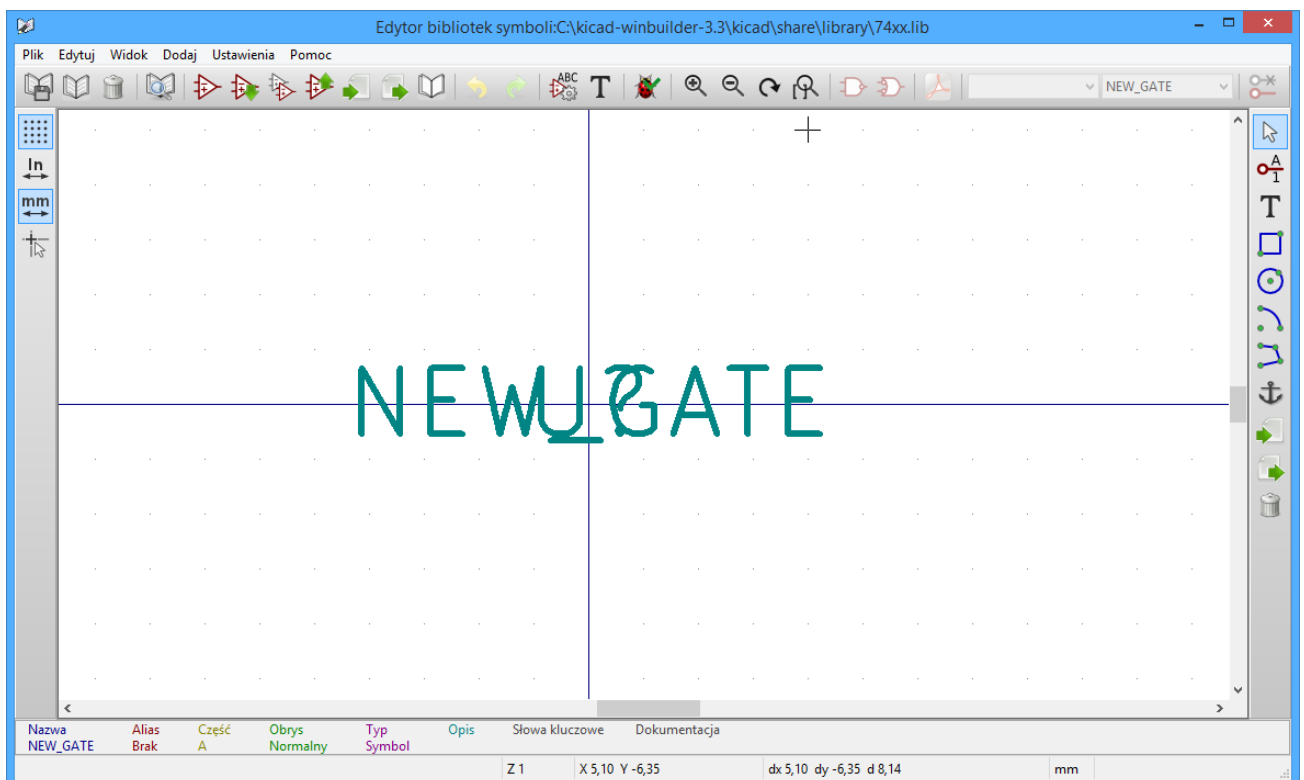 Edytor bibliotek symboli:C:\kicad-winbuilder-3.3\kicad\share\library\74xx.lib
Plik Edytuj Widok Dodaj Ustawienia Pomoc
ABC T NEW_GATE
In
mm
A
1
T
NEW_GATE
U?
Nazwa Alias Część Obrys Typ Opis Słowa kluczowe Dokumentacja
NEW_GATE Brak A Normalny Symbol
Z 1 X 5,10 Y -6,35 dx 5,10 dy -6,35 d 8,14 mm